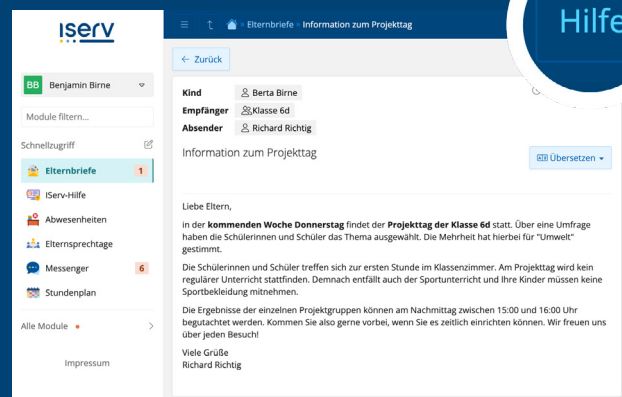 IServ
Hilfe
Elternbriefe » Information zum Projekttag
← Zurück
BB Benjamin Birne
Module filtern...
Schnellzugriff
Elternbriefe 1
IServ-Hilfe
Abwesenheiten
Elternsprechtage
Messenger 6
Stundenplan
Alle Module
Impressum
Kind Berta Birne
Empfänger Klasse 6d
Absender Richard Richtig
Information zum Projekttag
Übersetzen
Liebe Eltern,
in der kommenden Woche Donnerstag findet der Projekttag der Klasse 6d statt. Über eine Umfrage
haben die Schülerinnen und Schüler das Thema ausgewählt. Die Mehrheit hat hierbei für "Umwelt"
gestimmt.
Die Schülerinnen und Schüler treffen sich zur ersten Stunde im Klassenzimmer. Am Projekttag wird kein
regulärer Unterricht stattfinden. Demnach entfällt auch der Sportunterricht und Ihre Kinder müssen keine
Sportbekleidung mitnehmen.
Die Ergebnisse der einzelnen Projektgruppen können am Nachmittag zwischen 15:00 und 16:00 Uhr
begutachtet werden. Kommen Sie also gerne vorbei, wenn Sie es zeitlich einrichten können. Wir freuen uns
über jeden Besuch!
Viele Grüße
Richard Richtig